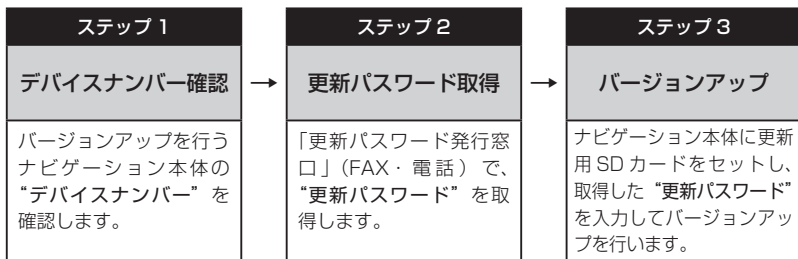 ステップ 1
デバイスナンバー確認
バージョンアップを行う
ナビゲーション本体の
“デバイスナンバー”を
確認します。
→
ステップ 2
更新パスワード取得
「更新パスワード発行窓
口」（FAX・電話）で、
“更新パスワード”を取
得します。
→
ステップ 3
バージョンアップ
ナビゲーション本体に更新
用 SD カードをセットし、
取得した“更新パスワード”
を入力してバージョンアッ
プを行います。